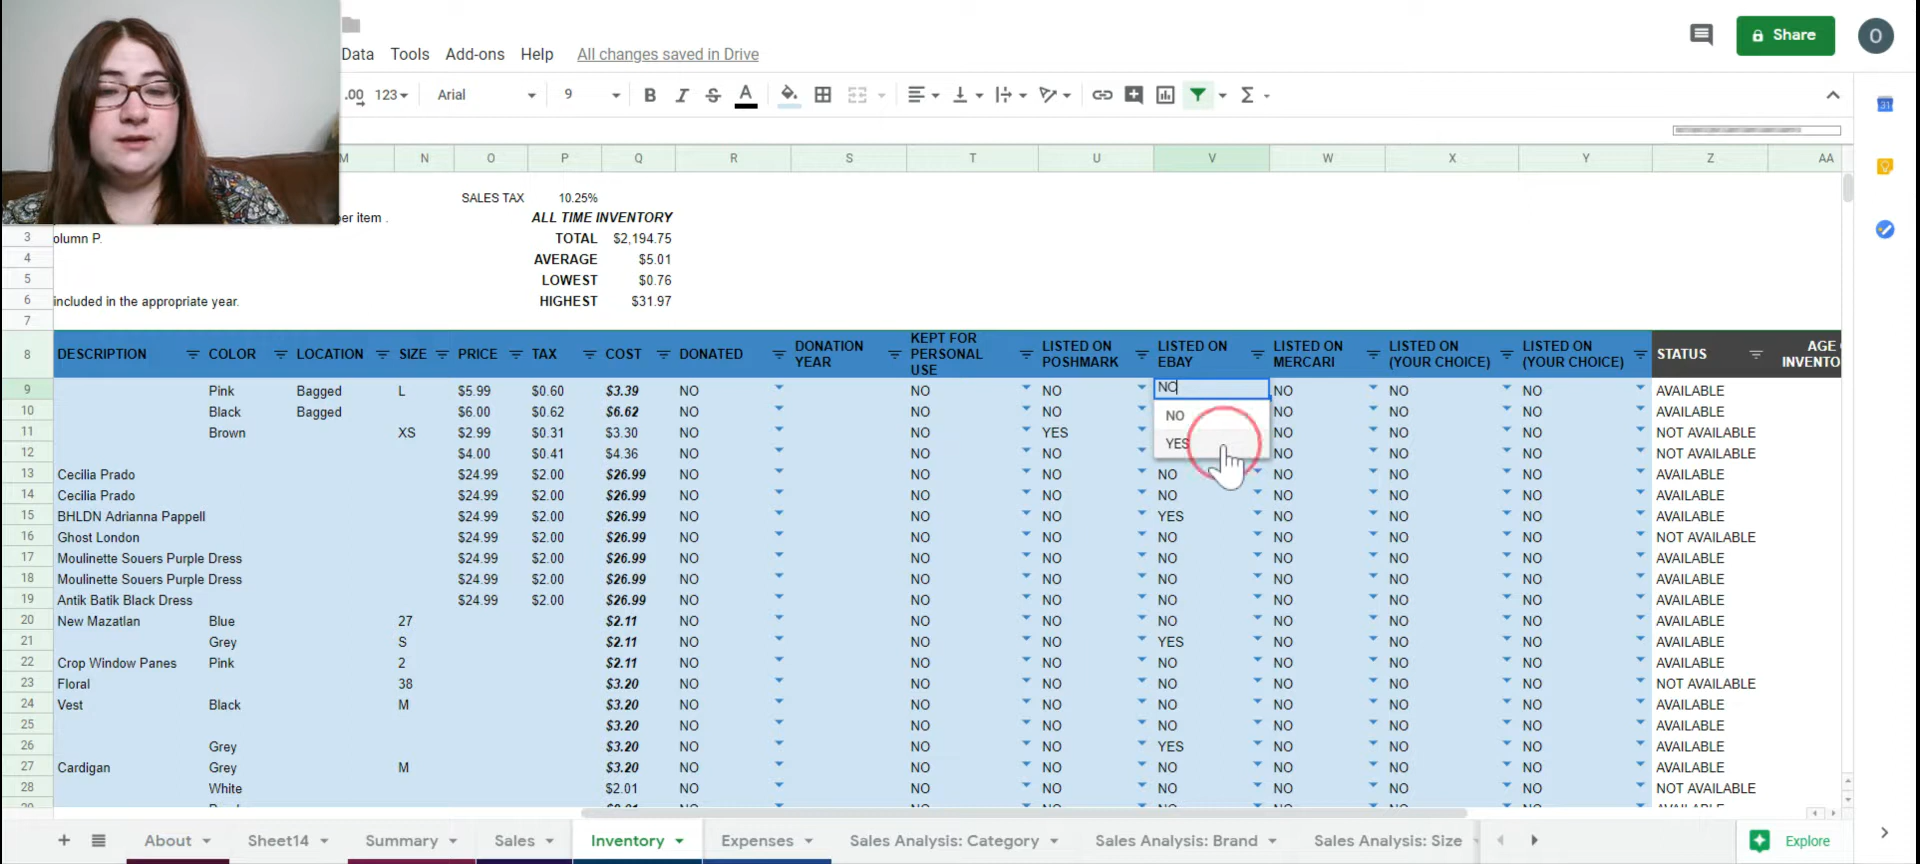 Data Tools Add-ons Help All changes saved in Drive Share O
.00 123 Arial 9 B I S A Σ 31
M N O P Q R S T U V W X Y Z AA
SALES TAX 10.25%
per item . ALL TIME INVENTORY
3 olumn P. TOTAL $2,194.75
4 AVERAGE $5.01
5 LOWEST $0.76
6 included in the appropriate year. HIGHEST $31.97
7
8 DESCRIPTION COLOR LOCATION SIZE PRICE TAX COST DONATED DONATION YEAR KEPT FOR PERSONAL USE LISTED ON POSHMARK LISTED ON EBAY LISTED ON MERCARI LISTED ON (YOUR CHOICE) LISTED ON (YOUR CHOICE) STATUS AGE INVENTO
9 Pink Bagged L $5.99 $0.60 $3.39 NO NO NO NO NO NO NO AVAILABLE
10 Black Bagged $6.00 $0.62 $6.62 NO NO NO NO NO NO NO AVAILABLE
11 Brown XS $2.99 $0.31 $3.30 NO NO YES NO NO NO NOT AVAILABLE
12 $4.00 $0.41 $4.36 NO NO NO YES NO NO NO NOT AVAILABLE
13 Cecilia Prado $24.99 $2.00 $26.99 NO NO NO NO NO NO NO AVAILABLE
14 Cecilia Prado $24.99 $2.00 $26.99 NO NO NO NO NO NO NO AVAILABLE
15 BHLDN Adrianna Pappell $24.99 $2.00 $26.99 NO NO NO YES NO NO NO AVAILABLE
16 Ghost London $24.99 $2.00 $26.99 NO NO NO NO NO NO NO NOT AVAILABLE
17 Moulinette Souers Purple Dress $24.99 $2.00 $26.99 NO NO NO NO NO NO NO AVAILABLE
18 Moulinette Souers Purple Dress $24.99 $2.00 $26.99 NO NO NO NO NO NO NO AVAILABLE
19 Antik Batik Black Dress $24.99 $2.00 $26.99 NO NO NO NO NO NO NO AVAILABLE
20 New Mazatlan Blue 27 $2.11 NO NO NO NO NO NO NO AVAILABLE
21 Grey S $2.11 NO NO NO YES NO NO NO AVAILABLE
22 Crop Window Panes Pink 2 $2.11 NO NO NO NO NO NO NO AVAILABLE
23 Floral 38 $3.20 NO NO NO NO NO NO NO NOT AVAILABLE
24 Vest Black M $3.20 NO NO NO NO NO NO NO AVAILABLE
25 $3.20 NO NO NO NO NO NO NO AVAILABLE
26 Grey $3.20 NO NO NO YES NO NO NO AVAILABLE
27 Cardigan Grey M $3.20 NO NO NO NO NO NO NO AVAILABLE
28 White $2.01 NO NO NO NO NO NO NO NOT AVAILABLE
About Sheet14 Summary Sales Inventory Expenses Sales Analysis: Category Sales Analysis: Brand Sales Analysis: Size Explore